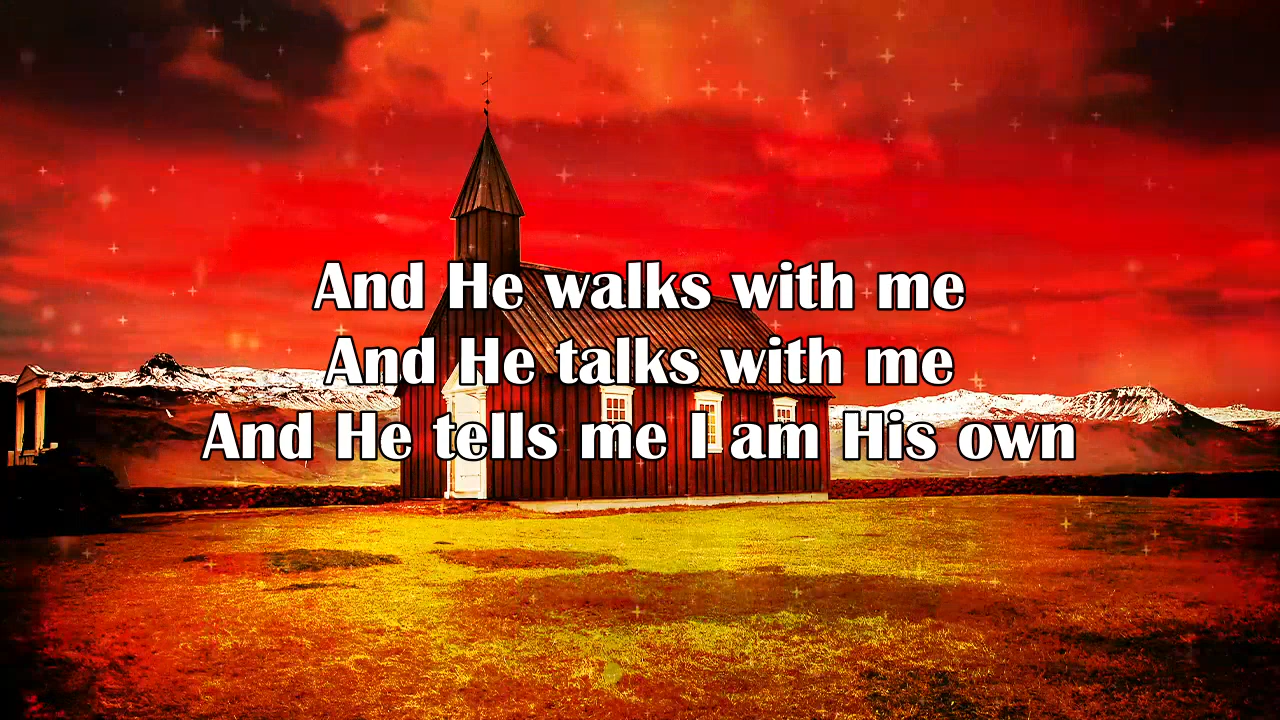 And He walks with me
And He talks with me
And He tells me I am His own